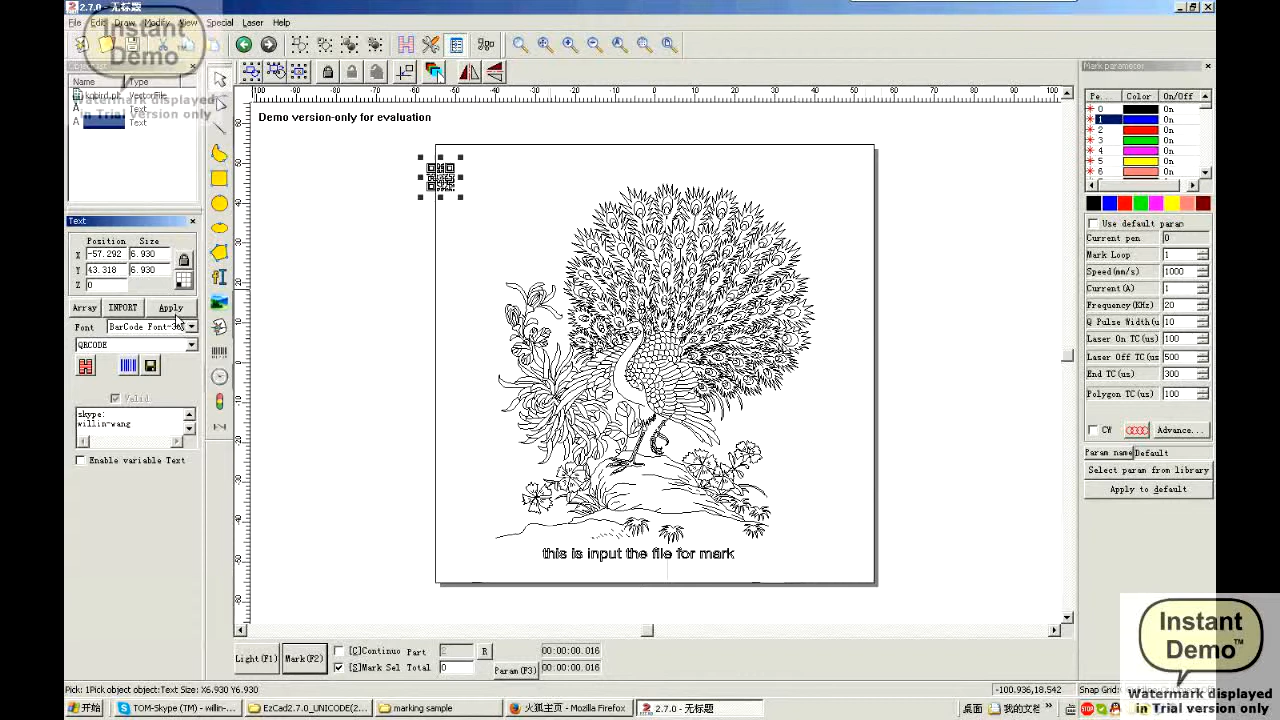 2.7.0 - 无标题
File Edit Draw Modify View Special Laser Help
Instant
Demo™
Watermark displayed
in Trial version only
Name Type
VectorFile
A Text
A Text
Demo version-only for evaluation
Text
Position Size
X -57.292 6.930
Y 43.318 6.930
Z 0
Array INPORT Apply
Font BarCode Font-
QRCODE
Valid
skype:
willin-wang
Enable variable Text
this is input the file for mark
Mark parameter
Pe... Color On/Off
0 On
1 On
2 On
3 On
4 On
5 On
6 On
Use default param
Current pen 0
Mark Loop 1
Speed(mm/s) 1000
Current(A) 1
Frequency(KHz) 20
Q Pulse Width(u 10
Laser On TC(us) 100
Laser Off TC(us 500
End TC(us) 300
Polygon TC(us) 100
CW Advance...
Param name Default
Select param from library
Apply to default
Light(F1) Mark(F2) [C]Continuo Part R 00:00:00.016
[S]Mark Sel Total 0 Param(F3) 00:00:00.016
Pick: 1Pick object object:Text Size: X6.930 Y6.930 -100.936,18.542 Snap Grid
开始 TOM-Skype (TM) - willin-... EzCad2.7.0_UNICODE(2... marking sample 火狐主页 - Mozilla Firefox 2.7.0 - 无标题 桌面 我的文档
Instant
Demo™
Watermark displayed
in Trial version only